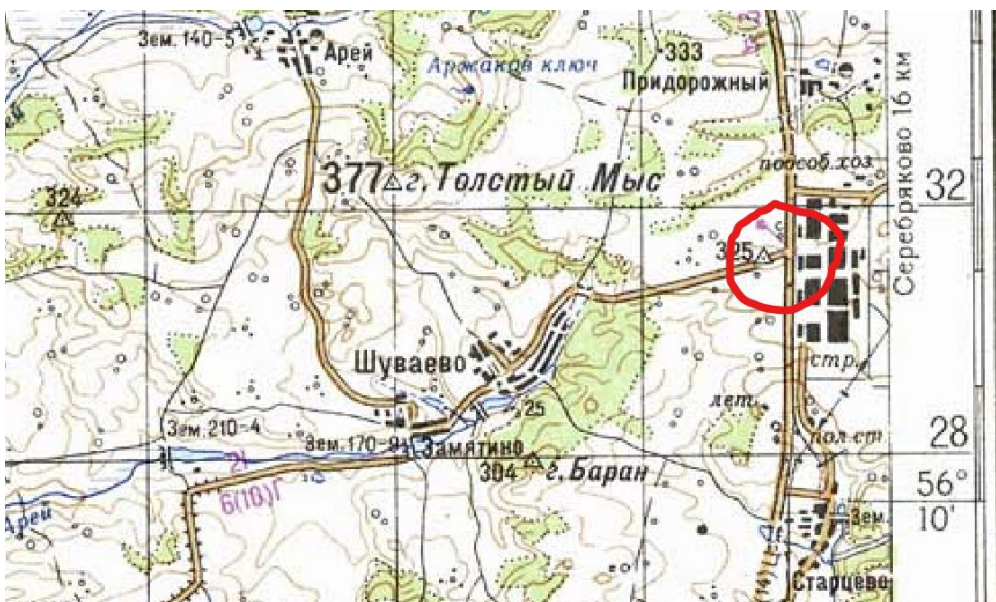 Зем. 140-5
Арей
Аржаков ключ
333
Придорожный
Серебряково 16 км
подсоб. хоз.
377 г. Толстый Мыс
32
324
325
Шуваево
стр.
лет.
25
Зем. 210-4
Зем. 170-9
Замятино
пол. ст.
28
304
г. Баран
6(10)Г
56°
10'
Арей
Зем.
Старцево
(14)